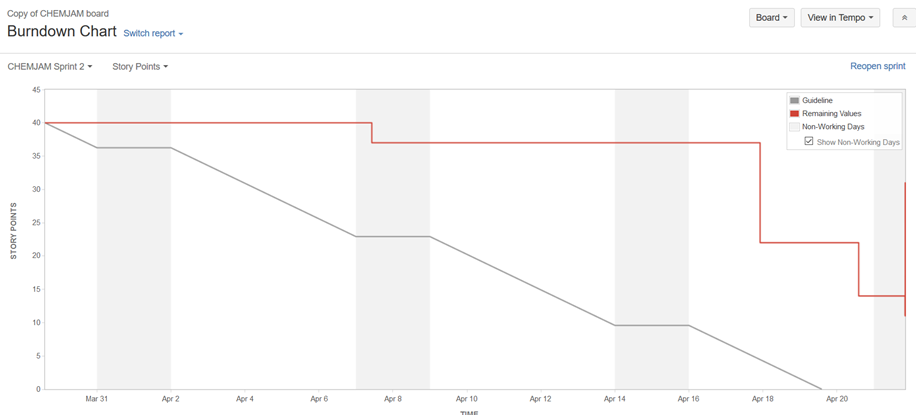 Copy of CHEMJAM board
Burndown Chart Switch report
Board View in Tempo
CHEMJAM Sprint 2 Story Points Reopen sprint
Guideline
Remaining Values
Non-Working Days
Show Non-Working Days
STORY POINTS
45
40
35
30
25
20
15
10
5
0
Mar 31 Apr 2 Apr 4 Apr 6 Apr 8 Apr 10 Apr 12 Apr 14 Apr 16 Apr 18 Apr 20
TIME